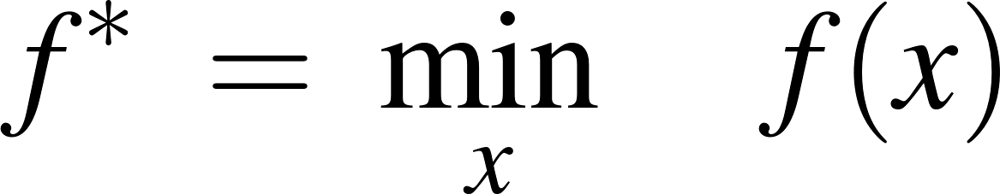 f* = min f(x)
x